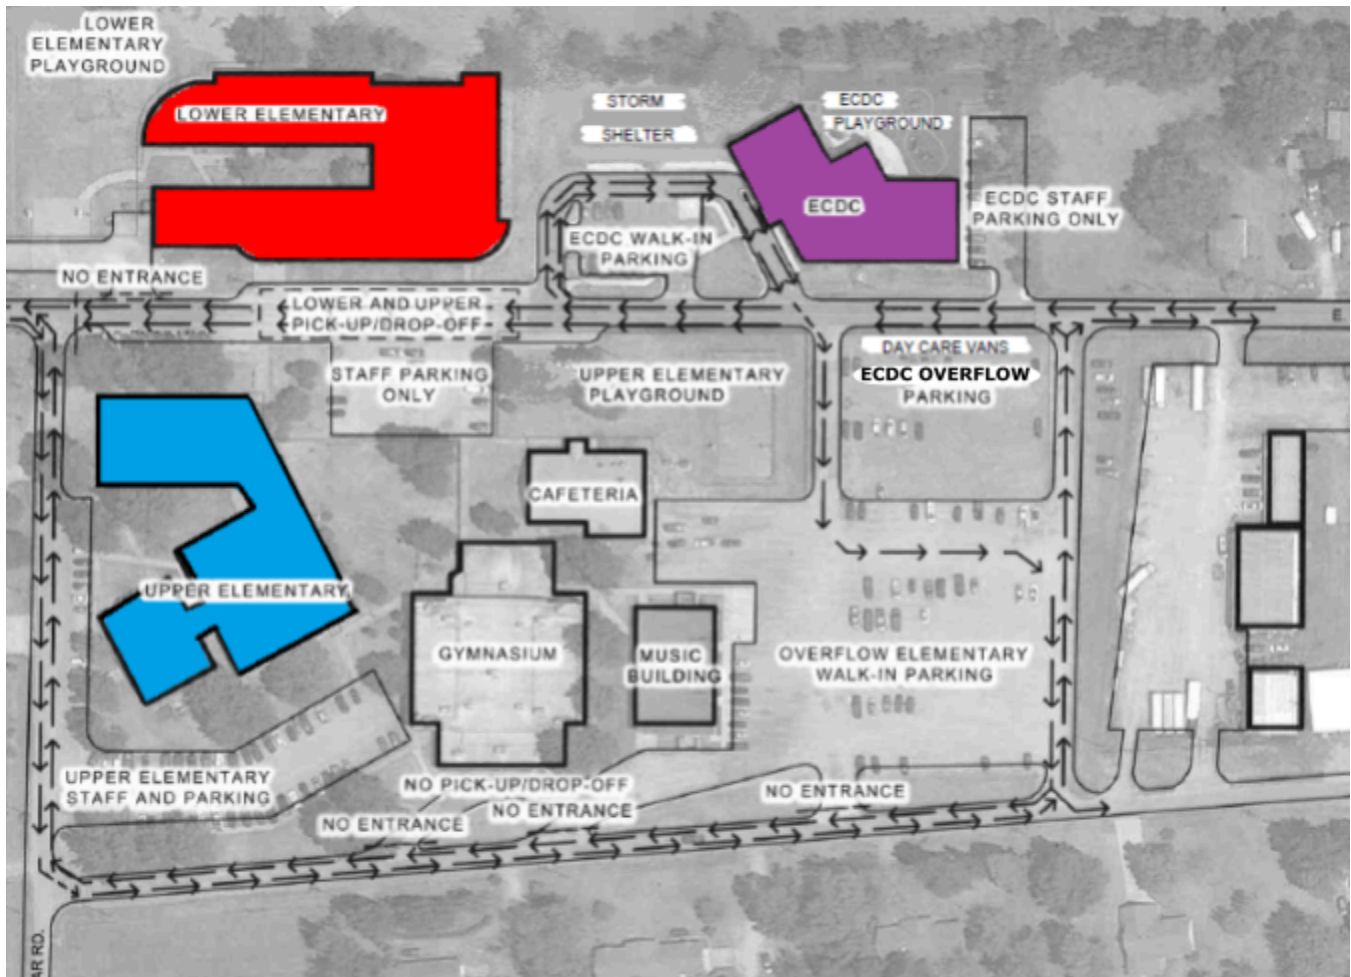 LOWER
ELEMENTARY
PLAYGROUND
LOWER ELEMENTARY
STORM
SHELTER
ECDC
PLAYGROUND
ECDC
ECDC STAFF
PARKING ONLY
ECDC WALK-IN
PARKING
NO ENTRANCE
LOWER AND UPPER
PICK-UP/DROP-OFF
E
DAY CARE VANS
ECDC OVERFLOW
PARKING
STAFF PARKING
ONLY
UPPER ELEMENTARY
PLAYGROUND
CAFETERIA
UPPER ELEMENTARY
GYMNASIUM
MUSIC
BUILDING
OVERFLOW ELEMENTARY
WALK-IN PARKING
UPPER ELEMENTARY
STAFF AND PARKING
NO PICK-UP/DROP-OFF
NO ENTRANCE
NO ENTRANCE
NO ENTRANCE
AR RD.